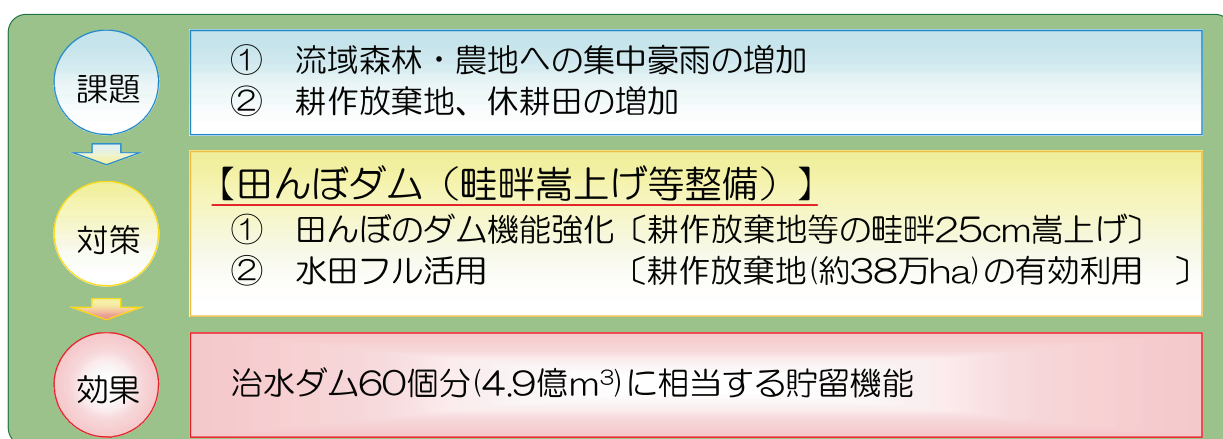 課題
① 流域森林・農地への集中豪雨の増加
② 耕作放棄地、休耕田の増加
対策
【田んぼダム（畦畔嵩上げ等整備）】
① 田んぼのダム機能強化〔耕作放棄地等の畦畔25cm嵩上げ〕
② 水田フル活用 〔耕作放棄地(約38万ha)の有効利用 〕
効果
治水ダム60個分(4.9億m³)に相当する貯留機能